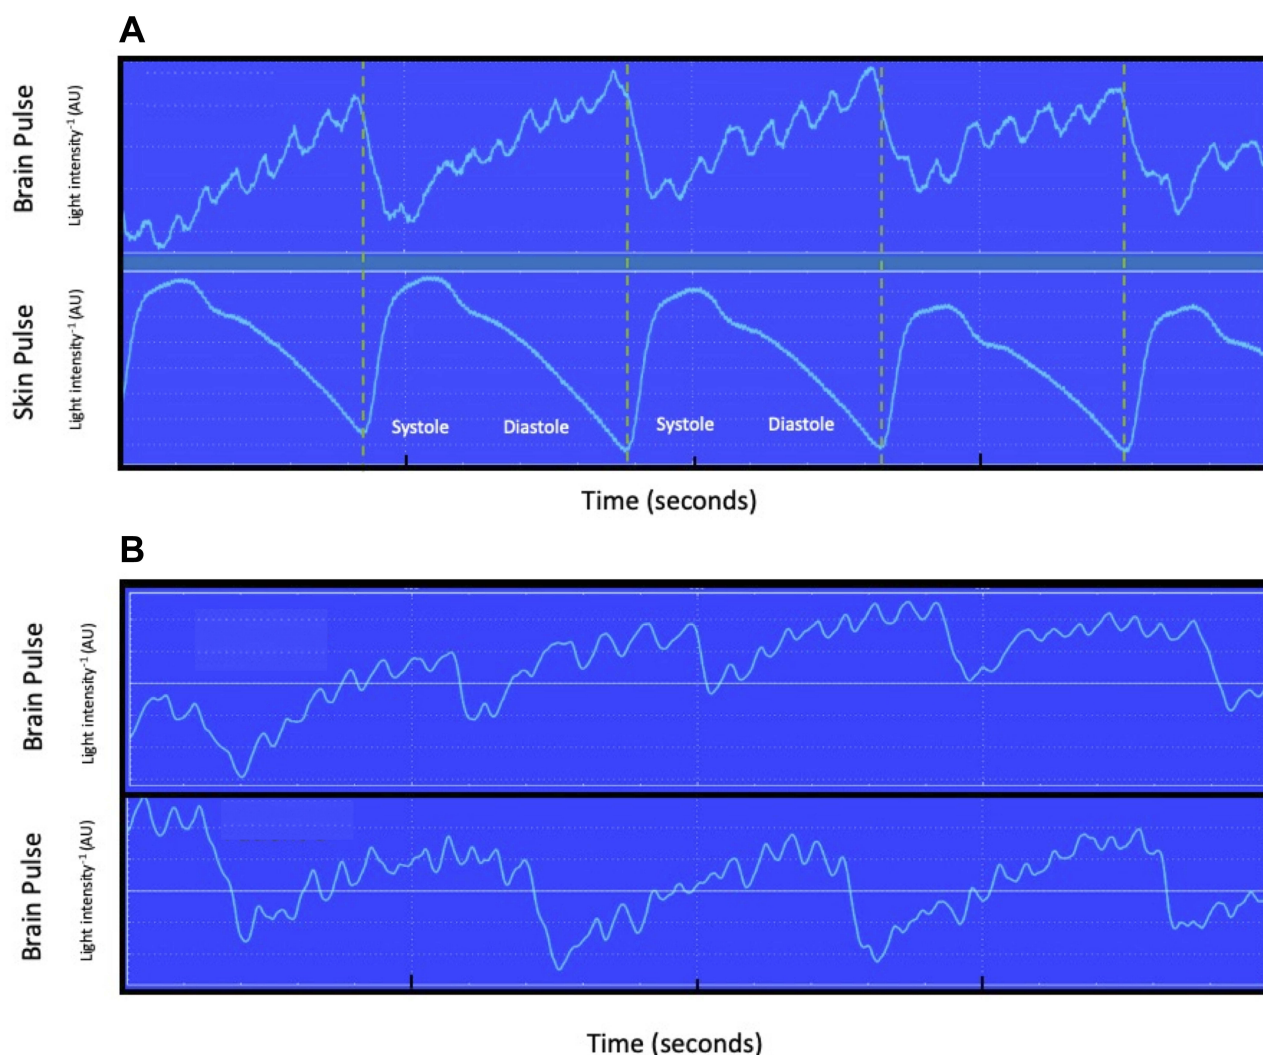 A
Brain Pulse
Light intensity⁻¹ (AU)
Skin Pulse
Light intensity⁻¹ (AU)
Systole Diastole Systole Diastole
Time (seconds)
B
Brain Pulse
Light intensity⁻¹ (AU)
Brain Pulse
Light intensity⁻¹ (AU)
Time (seconds)